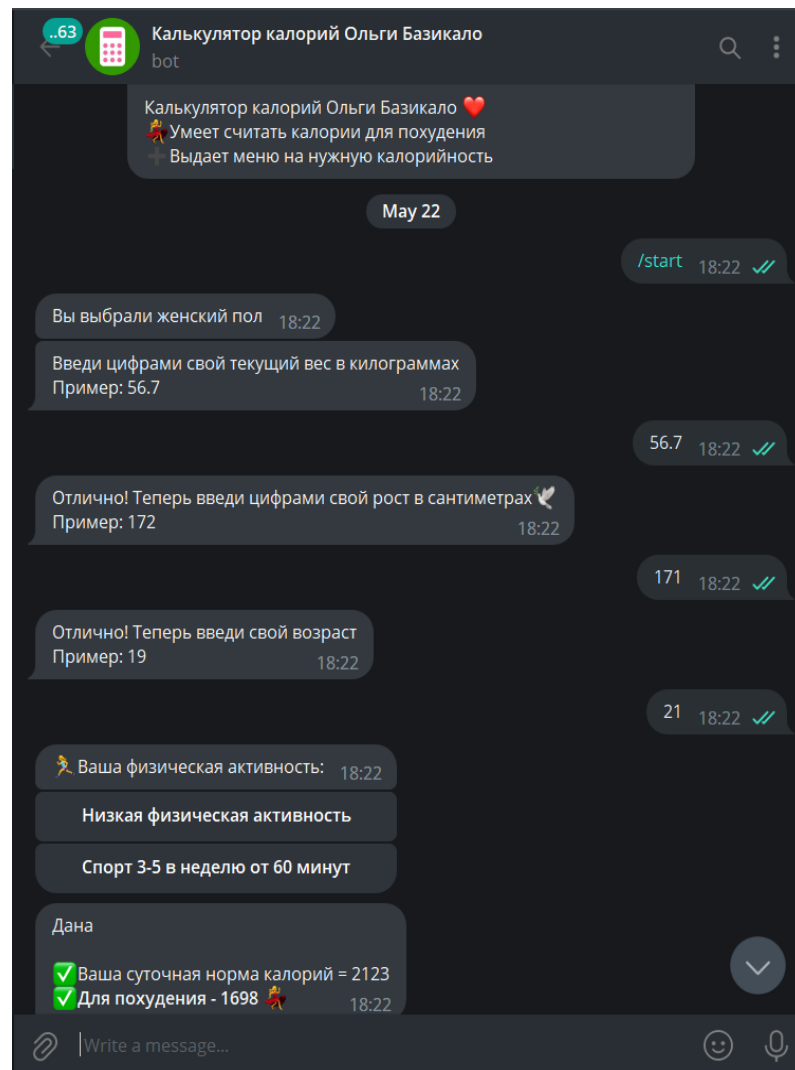 ..63
Калькулятор калорий Ольги Базикало
bot
Калькулятор калорий Ольги Базикало ❤️
💃Умеет считать калории для похудения
➕Выдает меню на нужную калорийность
May 22
/start 18:22
Вы выбрали женский пол 18:22
Введи цифрами свой текущий вес в килограммах
Пример: 56.7 18:22
56.7 18:22
Отлично! Теперь введи цифрами свой рост в сантиметрах🕊
Пример: 172 18:22
171 18:22
Отлично! Теперь введи свой возраст
Пример: 19 18:22
21 18:22
🏃Ваша физическая активность: 18:22
Низкая физическая активность
Спорт 3-5 в неделю от 60 минут
Дана
✅Ваша суточная норма калорий = 2123
✅Для похудения - 1698 💃 18:22
Write a message...